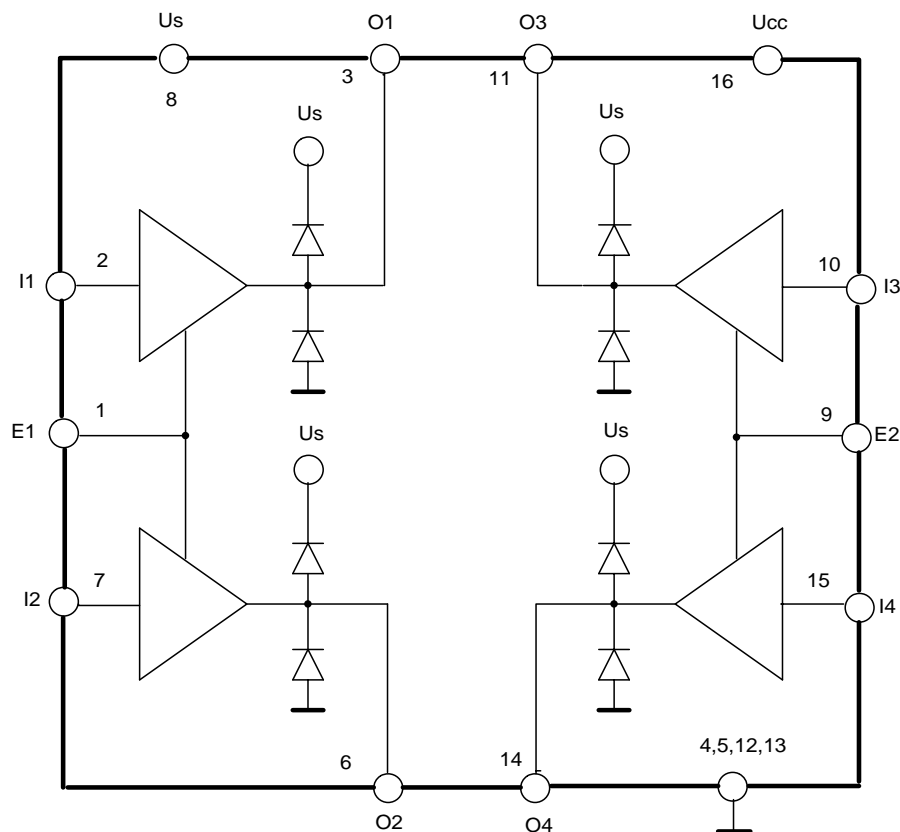 Us O1 O3 Ucc
8 3 11 16
Us Us
I1 2 10 I3
E1 1 9 E2
Us Us
I2 7 15 I4
4,5,12,13
6 14
O2 O4